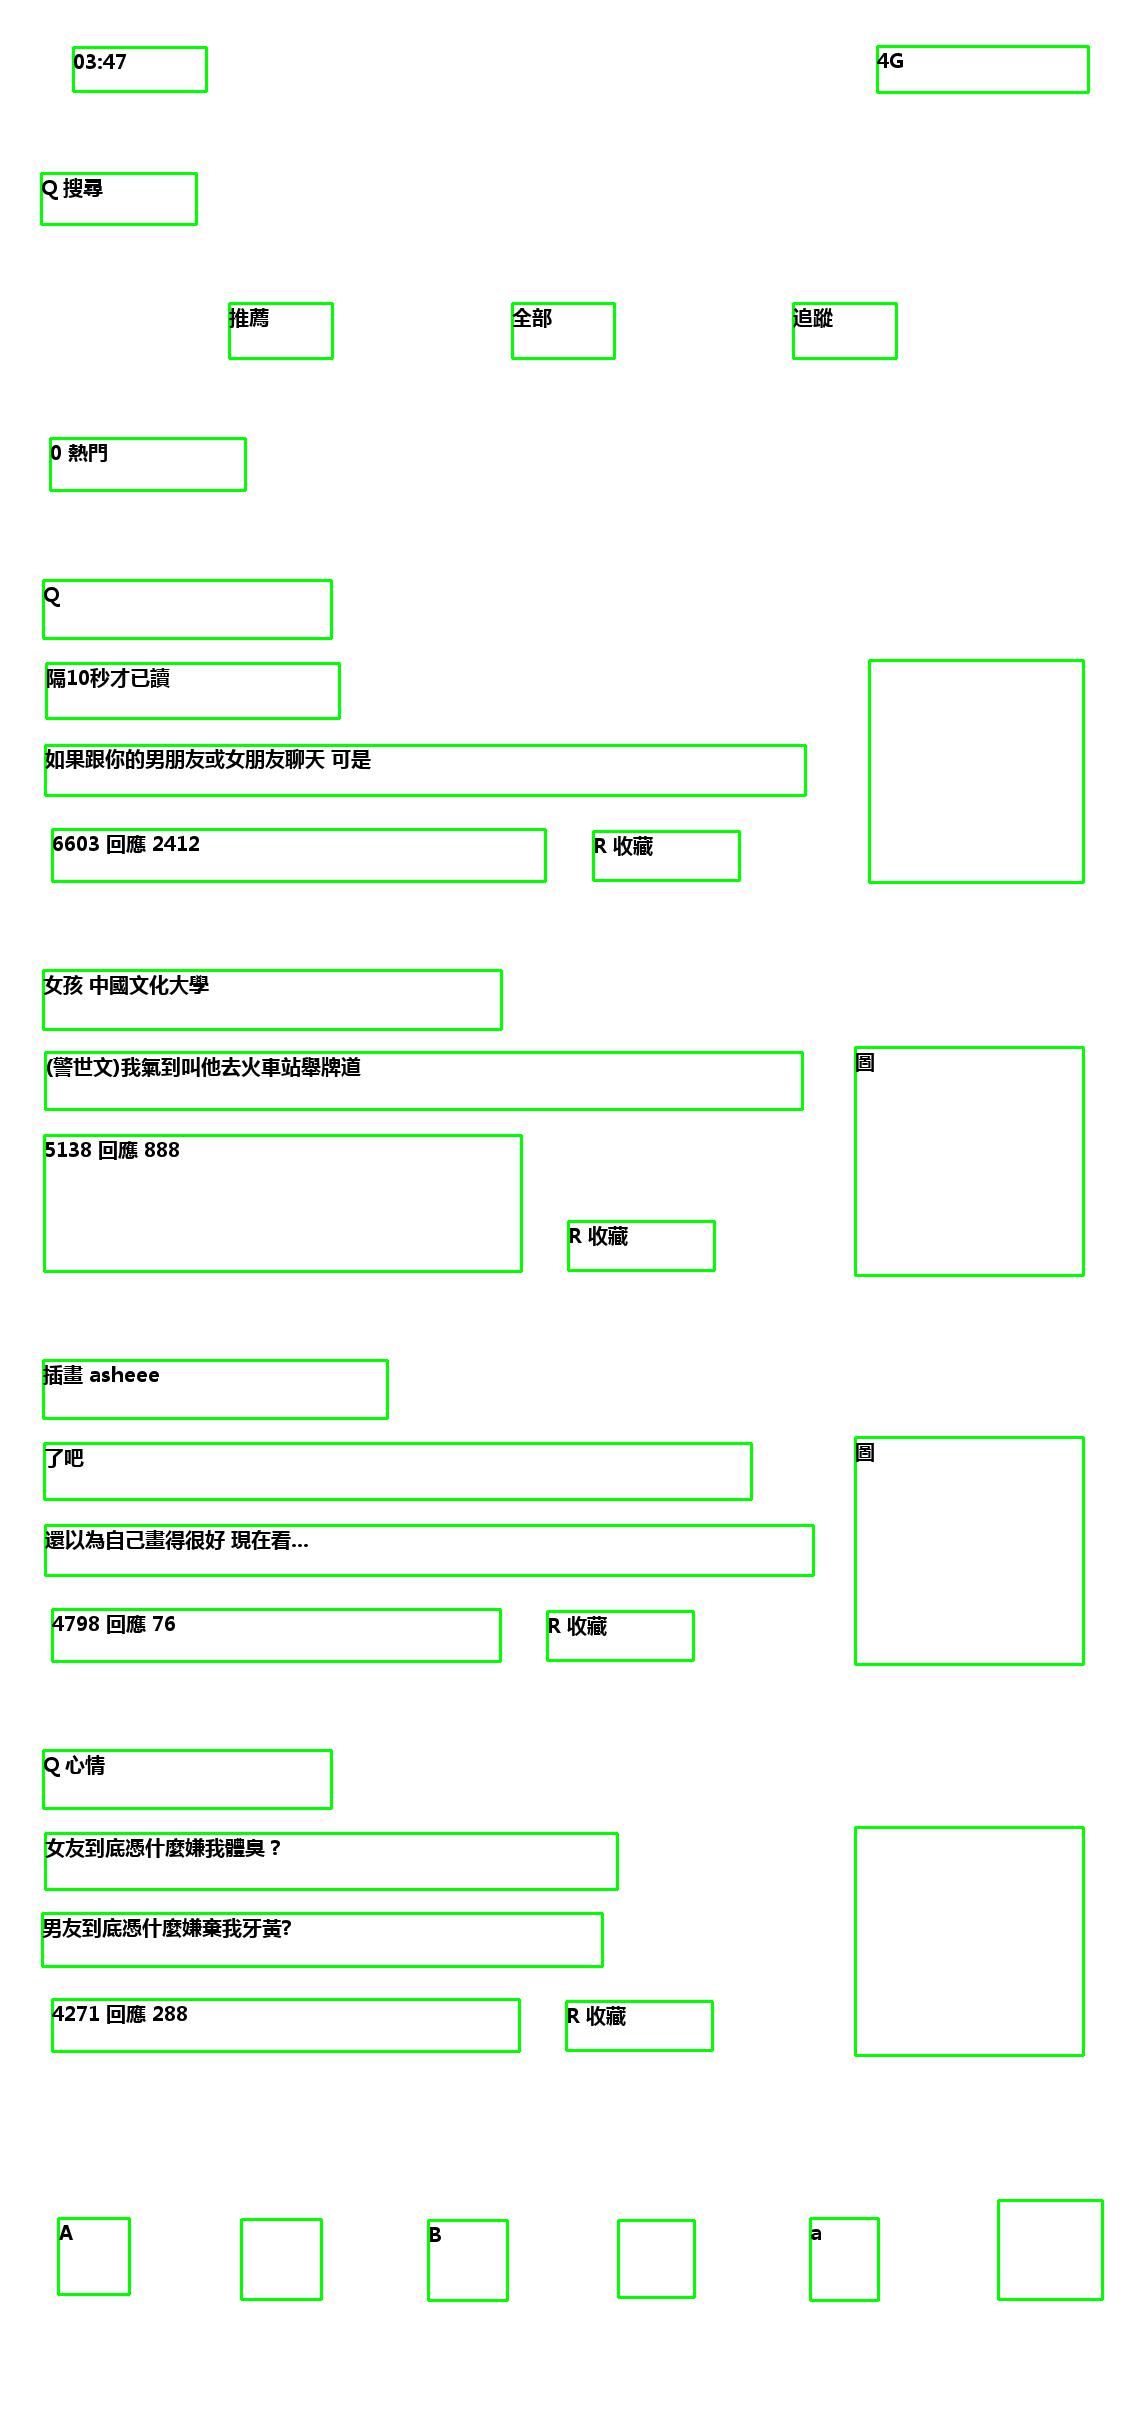 03:47
4G
Q 搜尋
推薦 全部 追蹤
0 熱門
Q
隔10秒才已讀
如果跟你的男朋友或女朋友聊天 可是
6603 回應 2412 R 收藏
女孩 中國文化大學
(警世文)我氣到叫他去火車站舉牌道
圖
5138 回應 888
R 收藏
插畫 asheee
了吧
圖
還以為自己畫得很好 現在看...
4798 回應 76 R 收藏
Q 心情
女友到底憑什麼嫌我體臭？
男友到底憑什麼嫌棄我牙黃?
4271 回應 288 R 收藏
A B a